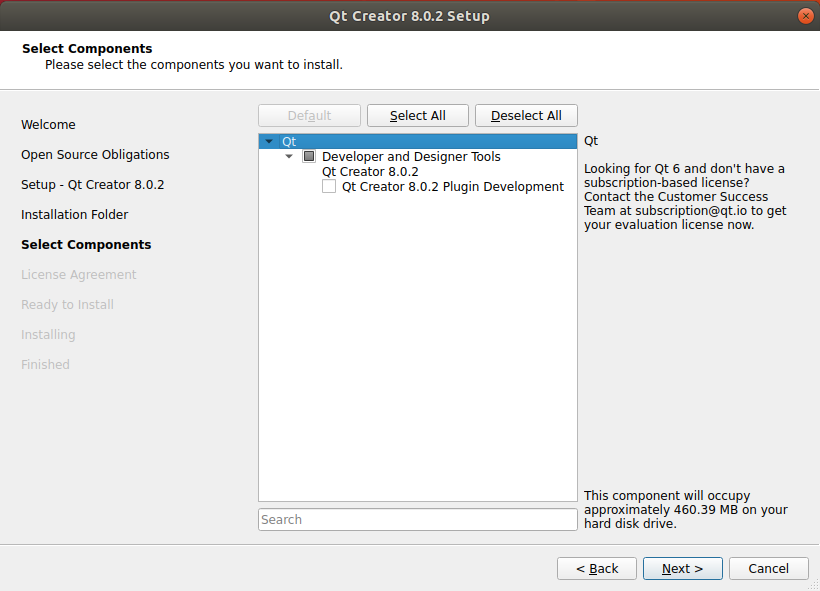 Qt Creator 8.0.2 Setup
Select Components
Please select the components you want to install.
Welcome
Open Source Obligations
Setup - Qt Creator 8.0.2
Installation Folder
Select Components
License Agreement
Ready to Install
Installing
Finished
Default
Select All
Deselect All
Qt
Developer and Designer Tools
Qt Creator 8.0.2
Qt Creator 8.0.2 Plugin Development
Search
Qt
Looking for Qt 6 and don't have a
subscription-based license?
Contact the Customer Success
Team at subscription@qt.io to get
your evaluation license now.
This component will occupy
approximately 460.39 MB on your
hard disk drive.
< Back
Next >
Cancel